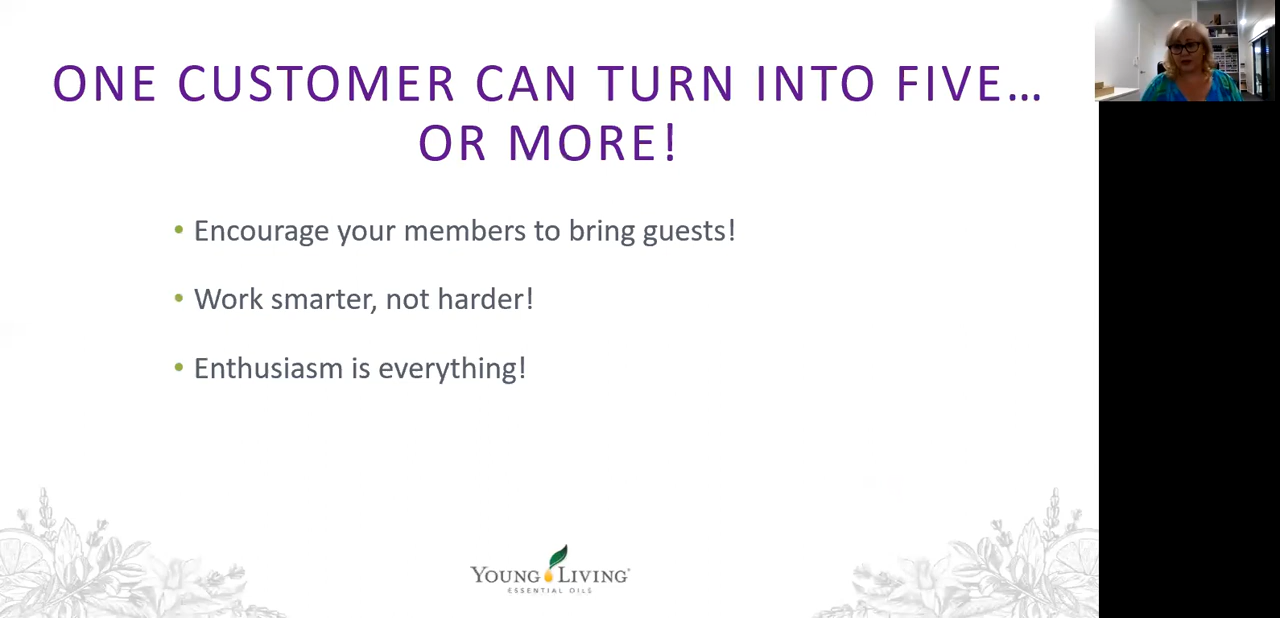 ONE CUSTOMER CAN TURN INTO FIVE…
OR MORE!
• Encourage your members to bring guests!
• Work smarter, not harder!
• Enthusiasm is everything!
YOUNG LIVING
ESSENTIAL OILS